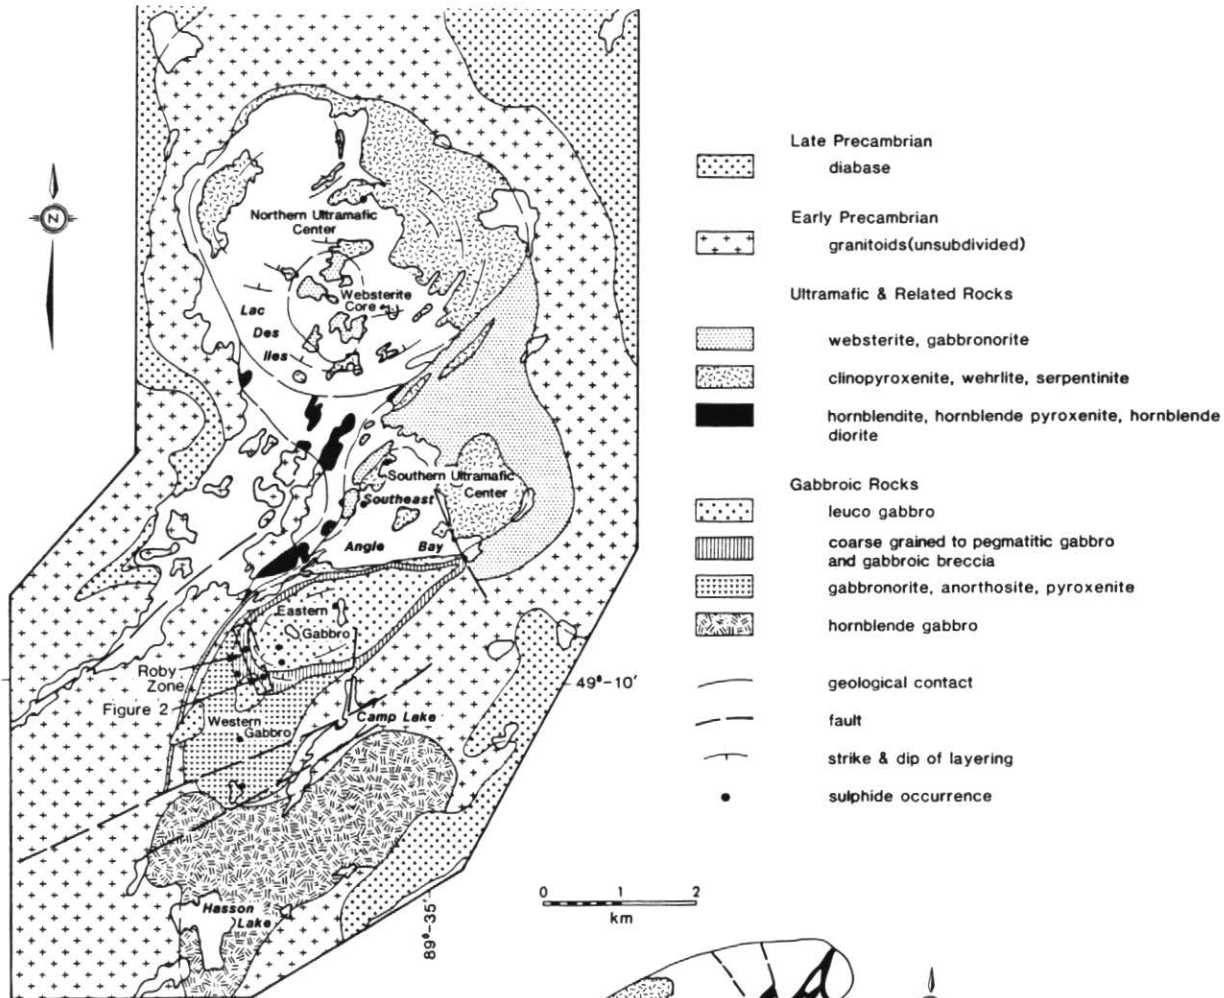 Northern Ultramafic
Center
Websterite
Core
Lac
Des
Iles
Southern Ultramafic
Center
Southeast
Angle Bay
Eastern
Gabbro
Roby
Zone
Figure 2
Western
Gabbro
Camp Lake
Hasson
Lake
N
49°-10'
89°-35'
0 1 2
km
Late Precambrian
diabase
Early Precambrian
granitoids(unsubdivided)
Ultramafic & Related Rocks
websterite, gabbronorite
clinopyroxenite, wehrlite, serpentinite
hornblendite, hornblende pyroxenite, hornblende
diorite
Gabbroic Rocks
leuco gabbro
coarse grained to pegmatitic gabbro
and gabbroic breccia
gabbronorite, anorthosite, pyroxenite
hornblende gabbro
geological contact
fault
strike & dip of layering
sulphide occurrence